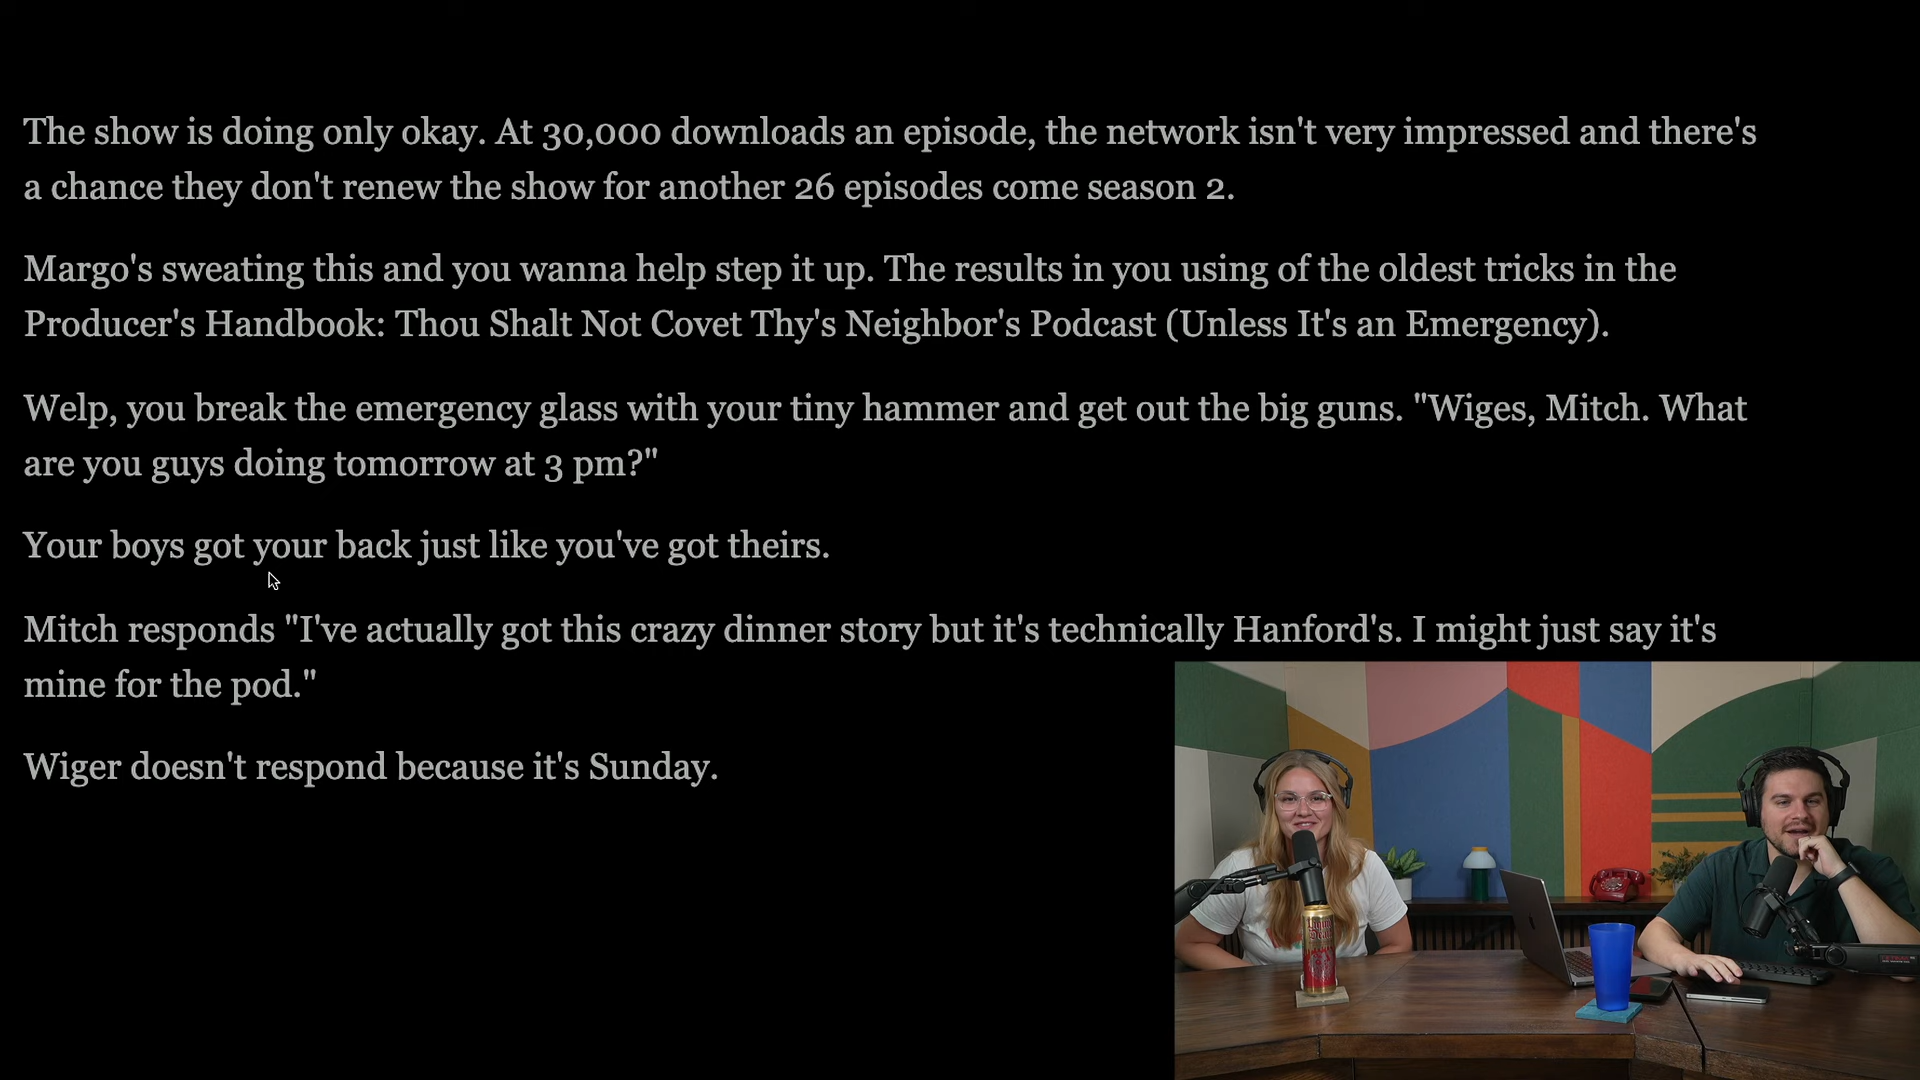 The show is doing only okay. At 30,000 downloads an episode, the network isn't very impressed and there's
a chance they don't renew the show for another 26 episodes come season 2.
Margo's sweating this and you wanna help step it up. The results in you using of the oldest tricks in the
Producer's Handbook: Thou Shalt Not Covet Thy's Neighbor's Podcast (Unless It's an Emergency).
Welp, you break the emergency glass with your tiny hammer and get out the big guns. "Wiges, Mitch. What
are you guys doing tomorrow at 3 pm?"
Your boys got your back just like you've got theirs.
Mitch responds "I've actually got this crazy dinner story but it's technically Hanford's. I might just say it's
mine for the pod."
Wiger doesn't respond because it's Sunday.